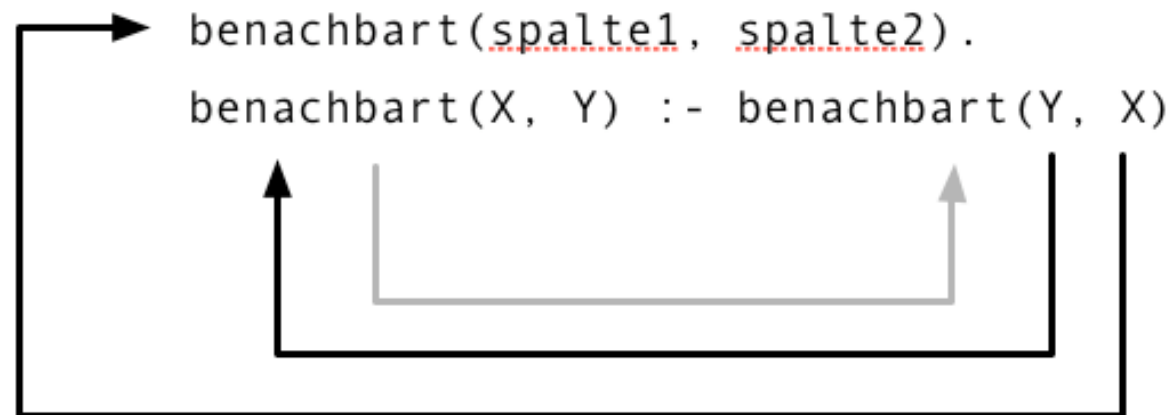 benachbart(spalte1, spalte2).
benachbart(X, Y) :- benachbart(Y, X)